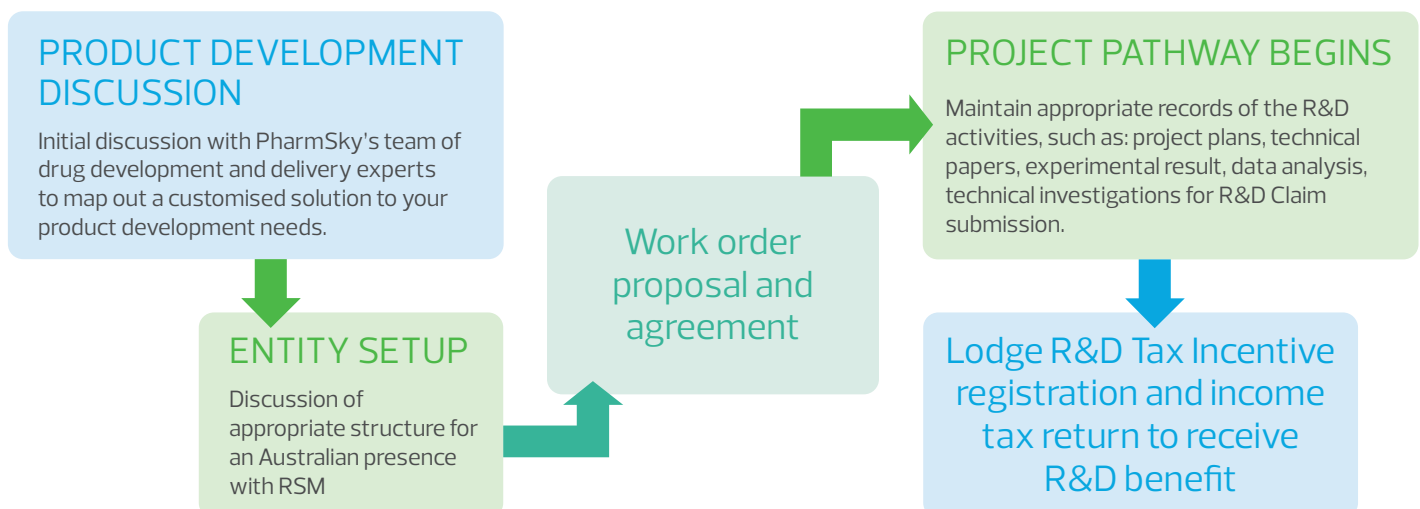 PRODUCT DEVELOPMENT
DISCUSSION
Initial discussion with PharmSky's team of
drug development and delivery experts
to map out a customised solution to your
product development needs.
ENTITY SETUP
Discussion of
appropriate structure for
an Australian presence
with RSM
Work order
proposal and
agreement
PROJECT PATHWAY BEGINS
Maintain appropriate records of the R&D
activities, such as: project plans, technical
papers, experimental result, data analysis,
technical investigations for R&D Claim
submission.
Lodge R&D Tax Incentive
registration and income
tax return to receive
R&D benefit